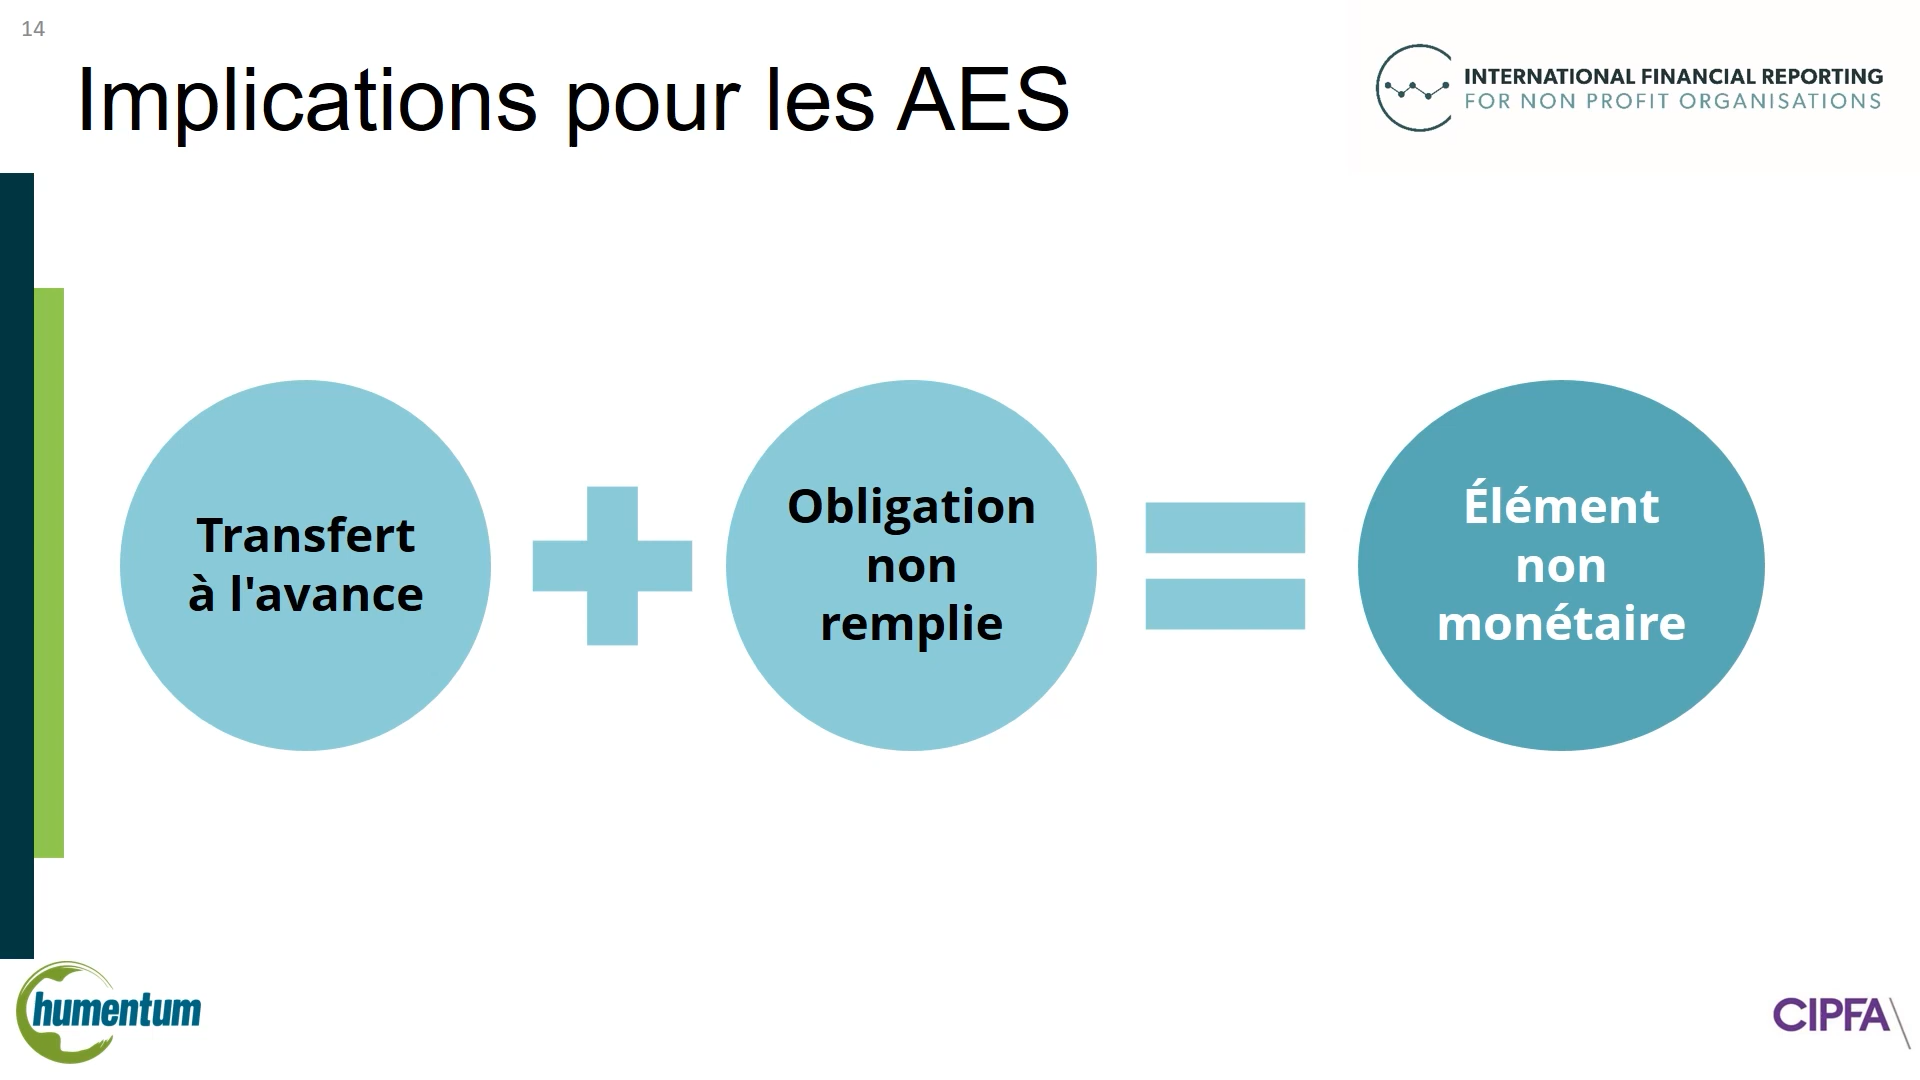 14
Implications pour les AES
INTERNATIONAL FINANCIAL REPORTING
FOR NON PROFIT ORGANISATIONS
Transfert
à l'avance
Obligation
non
remplie
Élément
non
monétaire
humentum
CIPFA